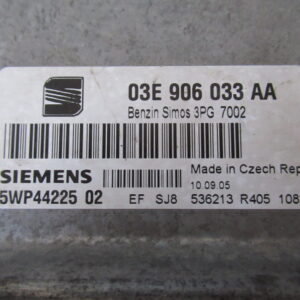 03E 906 033 AA
Benzin Simos 3PG 7002
SIEMENS
Made in Czech Rep
10.09.05
5WP44225 02
EF SJ8 536213 R405 108